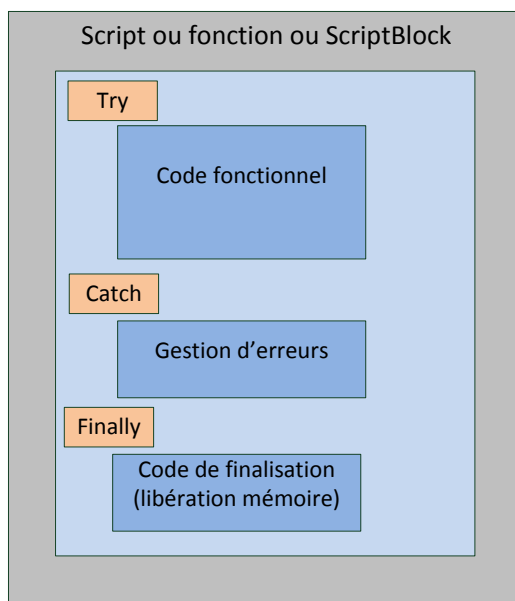 Script ou fonction ou ScriptBlock
Try
Code fonctionnel
Catch
Gestion d’erreurs
Finally
Code de finalisation
(libération mémoire)